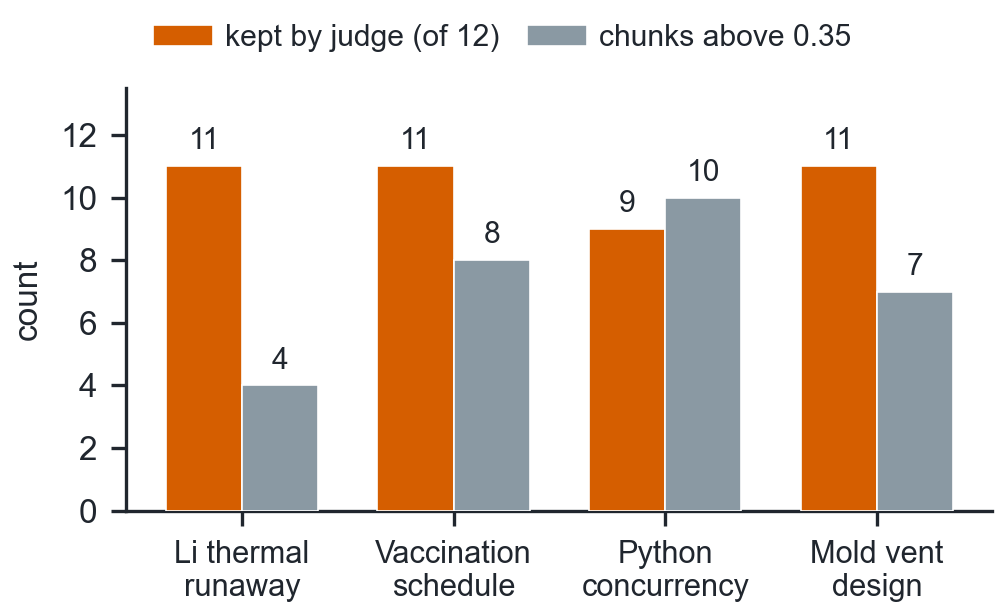 kept by judge (of 12) chunks above 0.35
count
12
10
8
6
4
2
0
11 4 11 8 9 10 11 7
Li thermal runaway
Vaccination schedule
Python concurrency
Mold vent design